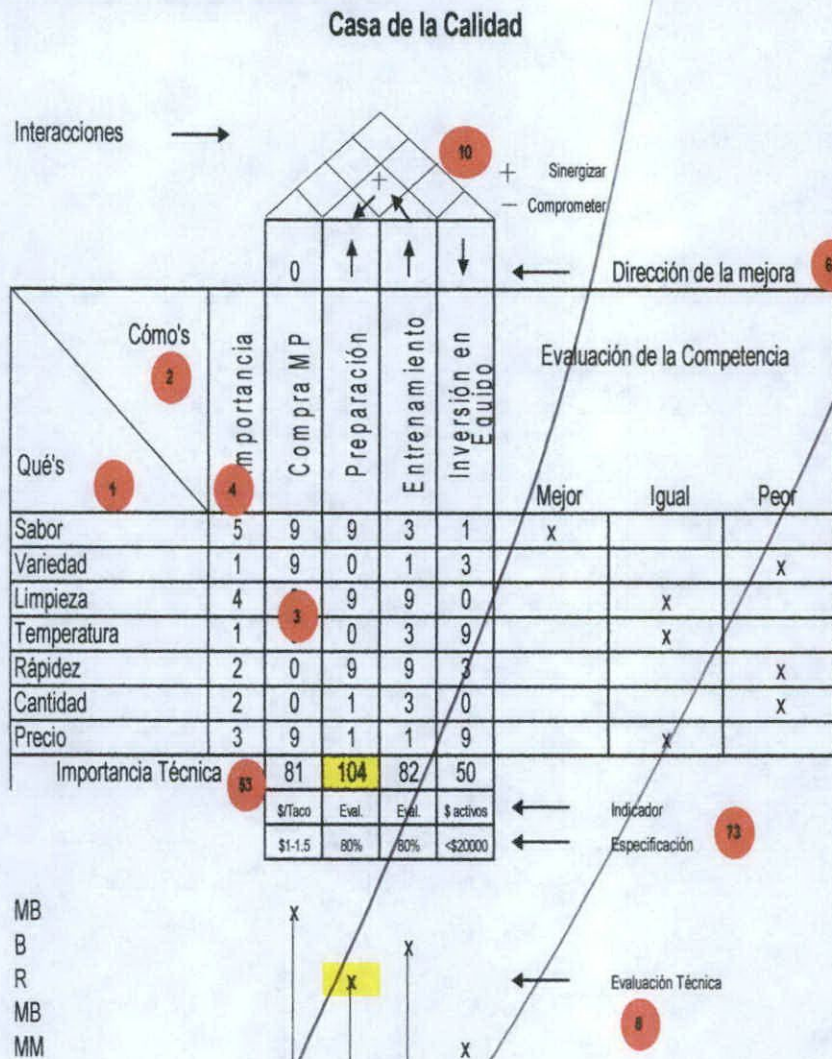 Casa de la Calidad
Interacciones
10
+ Sinergizar
+
− Comprometer
0
Dirección de la mejora
6
Cómo's
2
Qué's
1
4
mportancia
Compra MP
Preparación
Entrenamiento
Inversión en
Equipo
Evaluación de la Competencia
Mejor Igual Peor
Sabor 5 9 9 3 1 x
Variedad 1 9 0 1 3 x
Limpieza 4 9 9 0 x
3
Temperatura 1 0 3 9 x
Rápidez 2 0 9 9 3 x
Cantidad 2 0 1 3 0 x
Precio 3 9 1 1 9 x
Importancia Técnica 81 104 82 50
$/Taco Eval. Eval. $ activos Indicador
$1-1.5 80% 80% <$20000 Especificación
MB x
B x
R x Evaluación Técnica
MB
MM x